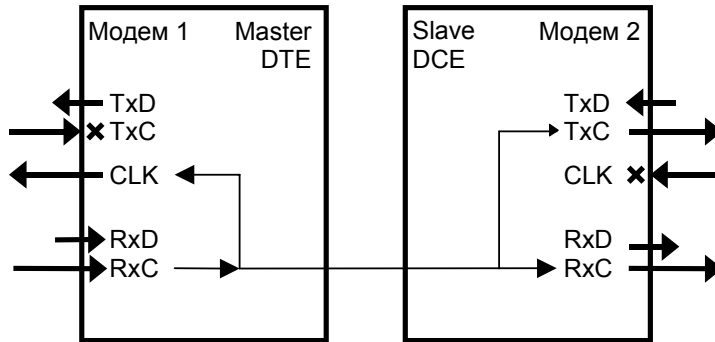 Модем 1 Master
DTE
TxD
TxC
CLK
RxD
RxC
Slave Модем 2
DCE
TxD
TxC
CLK
RxD
RxC